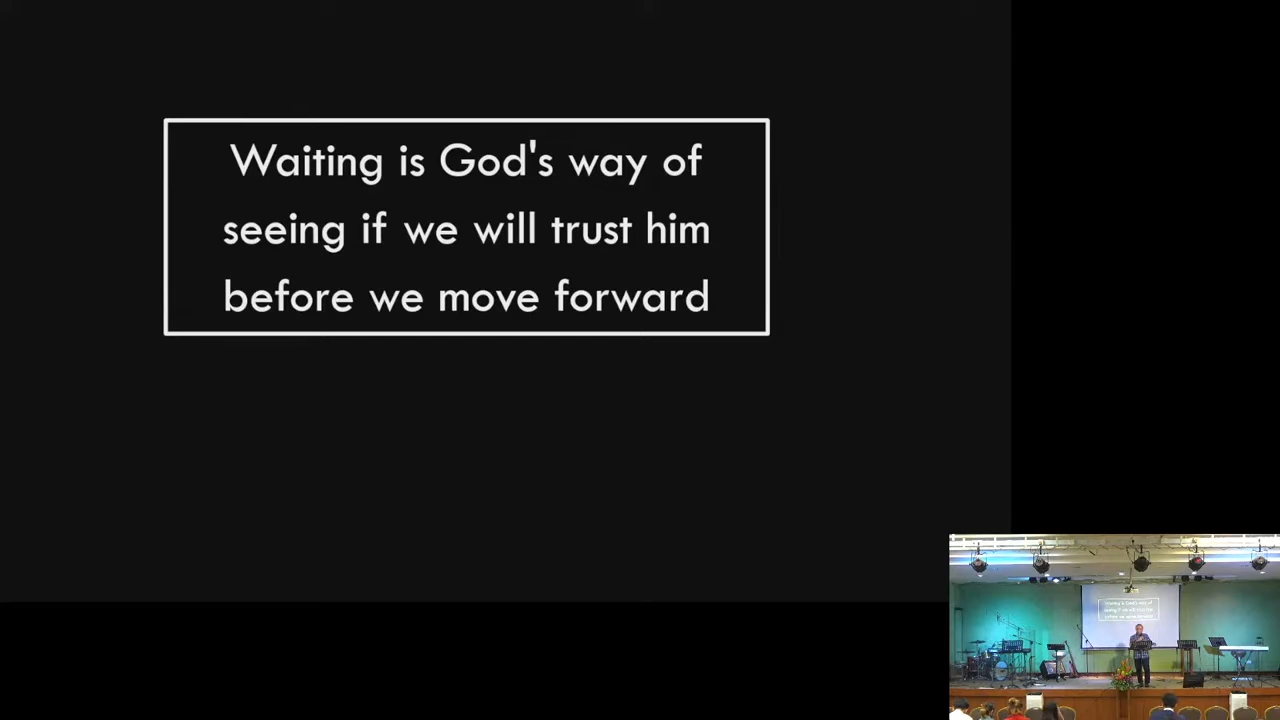 Waiting is God's way of
seeing if we will trust him
before we move forward